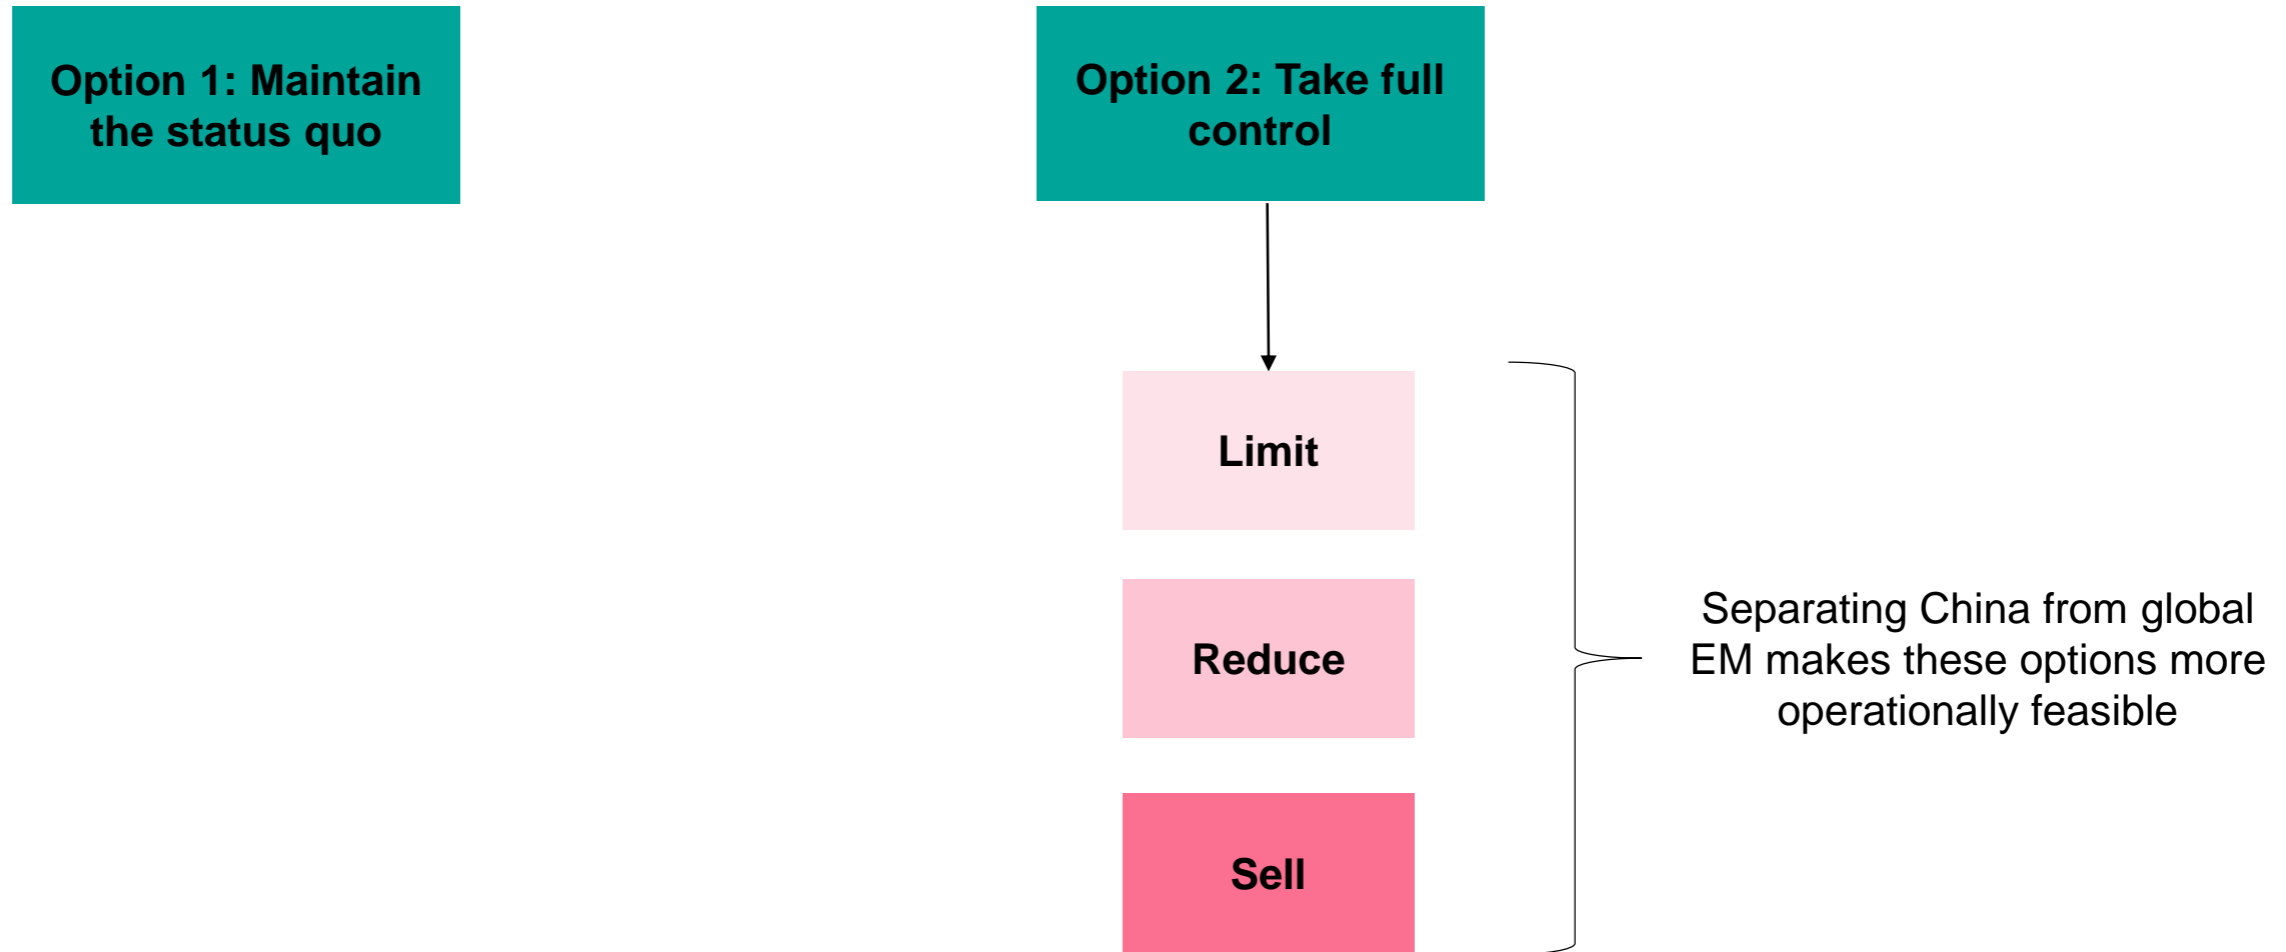 Option 1: Maintain
the status quo
Option 2: Take full
control
Limit
Reduce
Sell
Separating China from global
EM makes these options more
operationally feasible